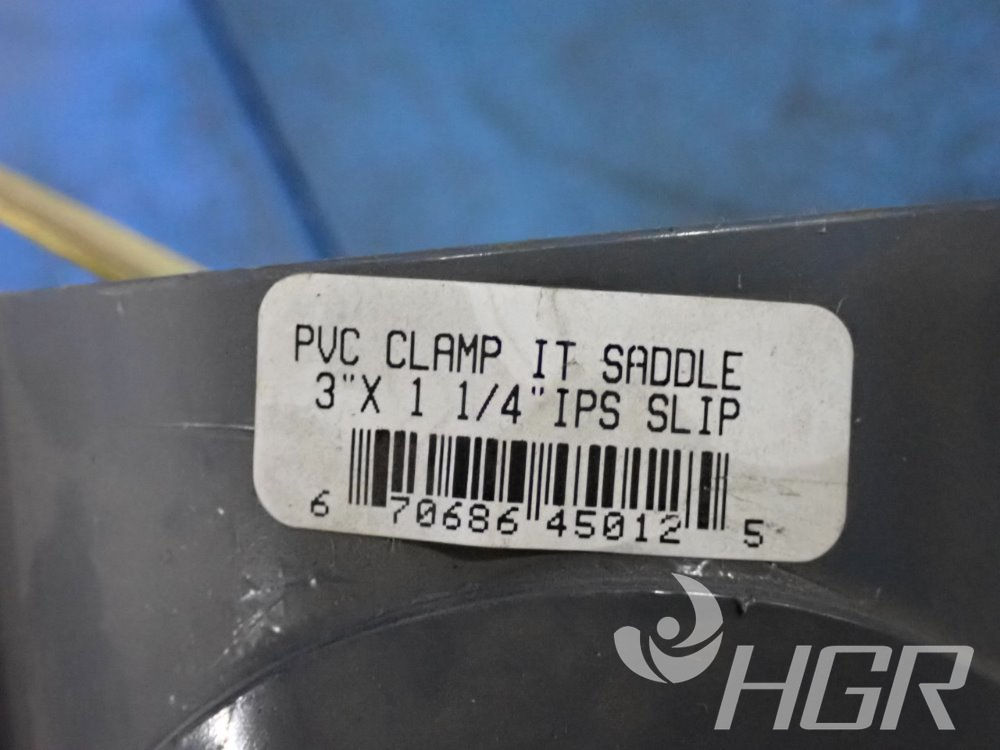 PVC CLAMP IT SADDLE
3"X 1 1/4"IPS SLIP
6 70686 45012 5
HGR